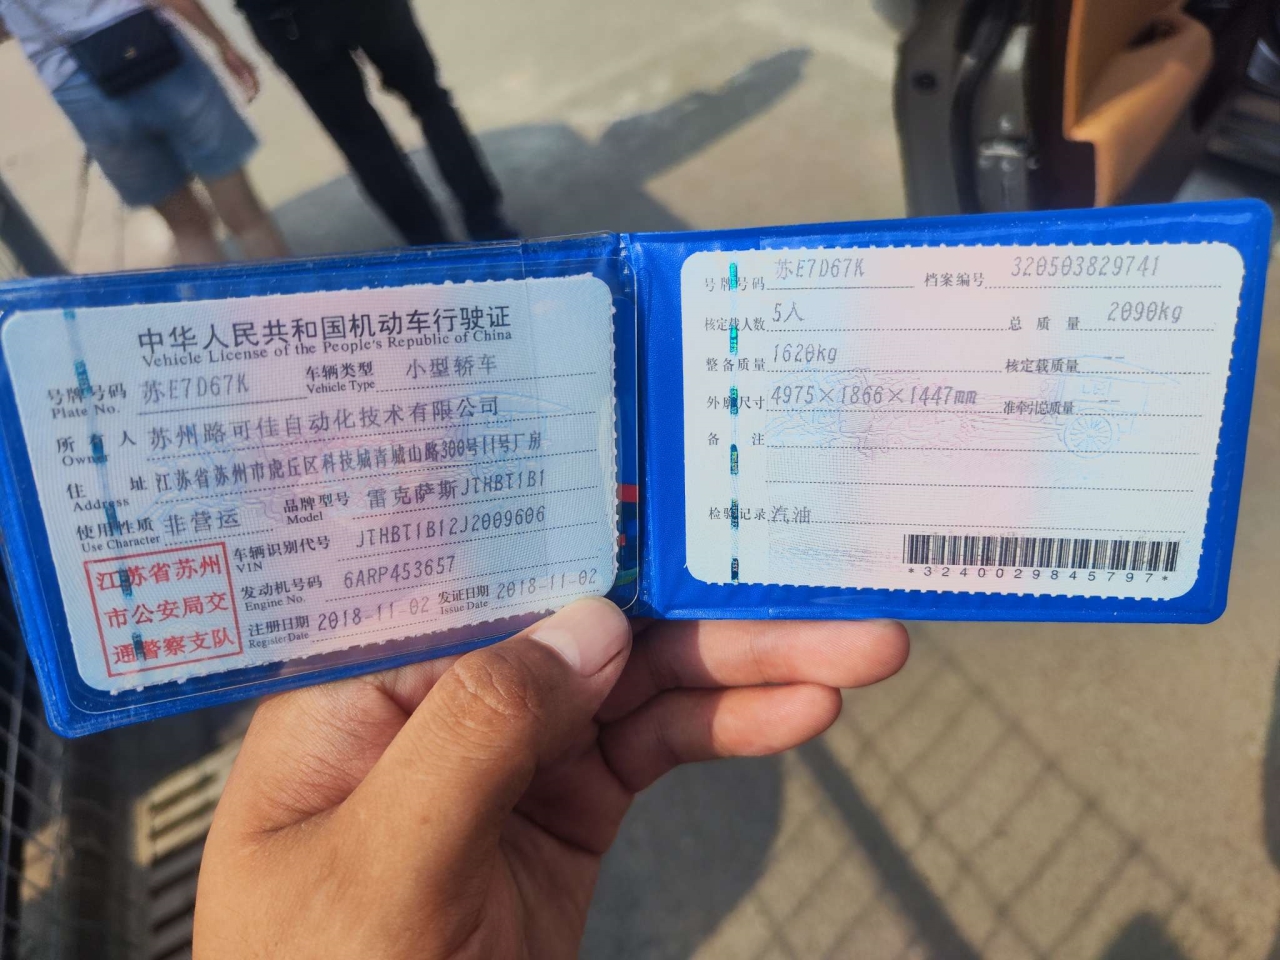 中华人民共和国机动车行驶证
Vehicle License of the People's Republic of China
号牌号码 苏E7D67K 车辆类型 小型轿车
Plate No. Vehicle Type
所有人 苏州路可佳自动化技术有限公司
Owner
住址 江苏省苏州市虎丘区科技城青城山路300号11号厂房
Address
使用性质 非营运 品牌型号 雷克萨斯JTHBT1B1
Use Character Model
江苏省苏州
市公安局交
通警察支队
车辆识别代号 JTHBT1B12J2009606
VIN
发动机号码 6ARP453657
Engine No.
注册日期 2018-11-02 发证日期 2018-11-02
Register Date Issue Date
号牌号码 苏E7D67K 档案编号 320503829741
核定载人数 5人 总质量 2090kg
整备质量 1620kg 核定载质量 --
外廓尺寸 4975×1866×1447mm 准牵引总质量 --
备注
检验记录 汽油
*3240029845797*